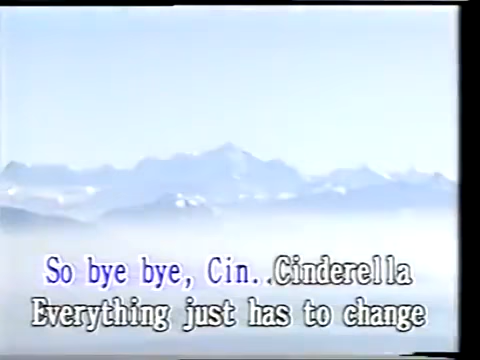 So bye bye, Cin..Cinderella
Everything just has to change